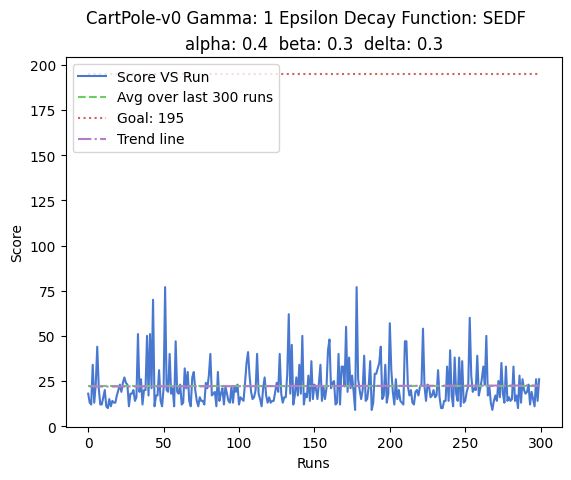 CartPole-v0 Gamma: 1 Epsilon Decay Function: SEDF
alpha: 0.4 beta: 0.3 delta: 0.3
Score VS Run
Avg over last 300 runs
Goal: 195
Trend line
200
175
150
125
100
75
50
25
0
Score
0
50
100
150
200
250
300
Runs